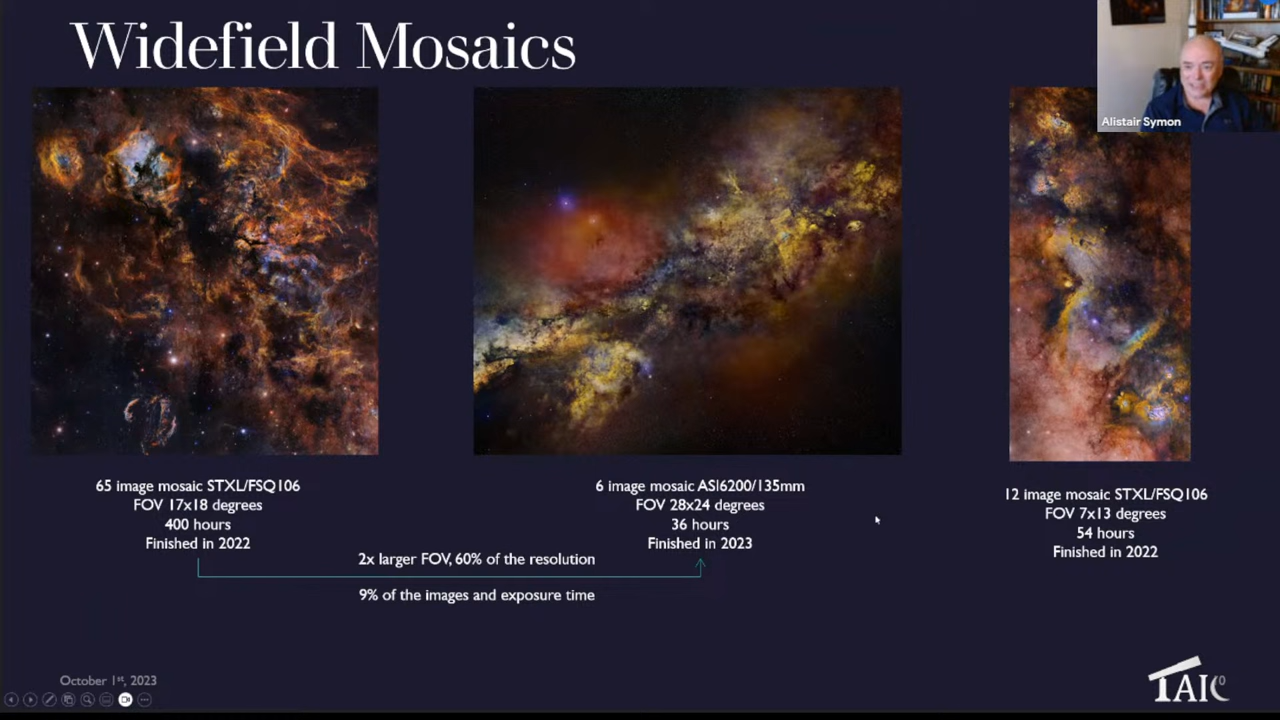 Widefield Mosaics
Alistair Symon
65 image mosaic STXL/FSQ106
FOV 17x18 degrees
400 hours
Finished in 2022
6 image mosaic ASI6200/135mm
FOV 28x24 degrees
36 hours
Finished in 2023
12 image mosaic STXL/FSQ106
FOV 7x13 degrees
54 hours
Finished in 2022
2x larger FOV, 60% of the resolution
9% of the images and exposure time
October 1st, 2023
TAIC